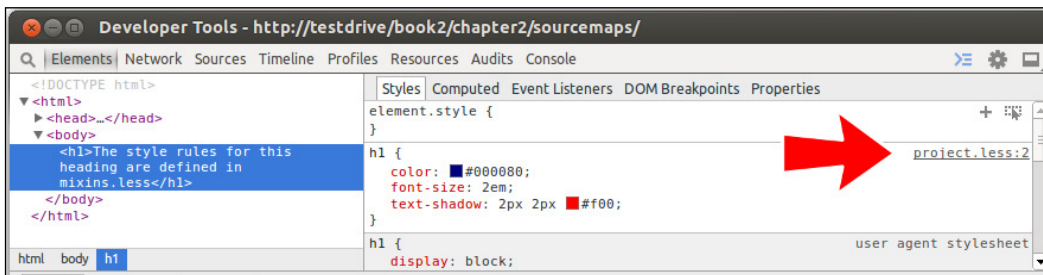 Developer Tools - http://testdrive/book2/chapter2/sourcemaps/
Elements Network Sources Timeline Profiles Resources Audits Console
<!DOCTYPE html>
▼<html>
▶<head>…</head>
▼<body>
<h1>The style rules for this
heading are defined in
mixins.less</h1>
</body>
</html>
html body h1
Styles Computed Event Listeners DOM Breakpoints Properties
element.style {
}
h1 { project.less:2
color: #000080;
font-size: 2em;
text-shadow: 2px 2px #f00;
}
h1 { user agent stylesheet
display: block;